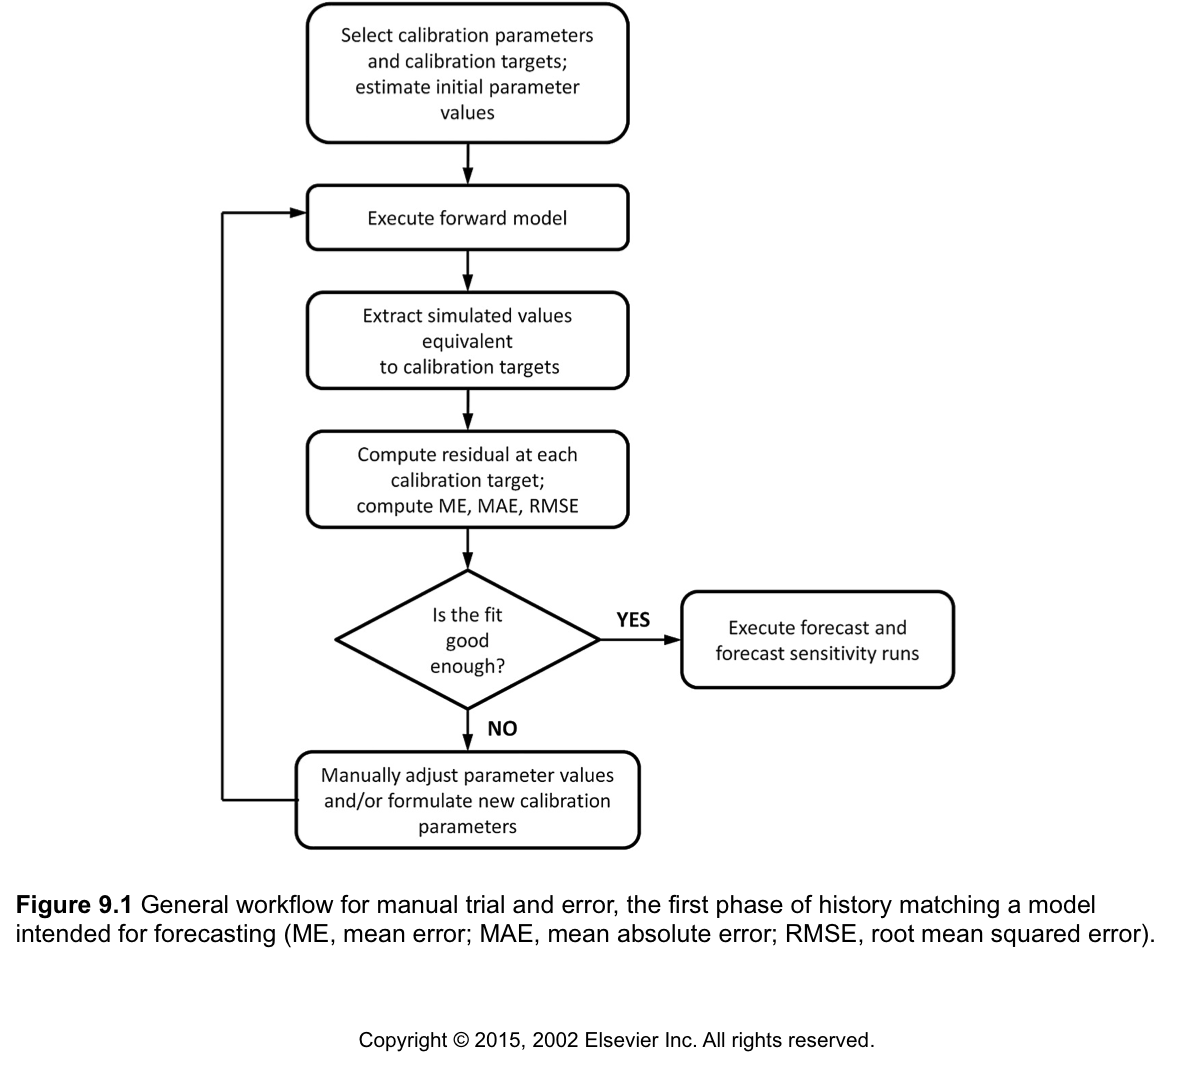 Select calibration parameters
and calibration targets;
estimate initial parameter
values
Execute forward model
Extract simulated values
equivalent
to calibration targets
Compute residual at each
calibration target;
compute ME, MAE, RMSE
Is the fit
good
enough?
YES
Execute forecast and
forecast sensitivity runs
NO
Manually adjust parameter values
and/or formulate new calibration
parameters
Figure 9.1 General workflow for manual trial and error, the first phase of history matching a model
intended for forecasting (ME, mean error; MAE, mean absolute error; RMSE, root mean squared error).
Copyright © 2015, 2002 Elsevier Inc. All rights reserved.